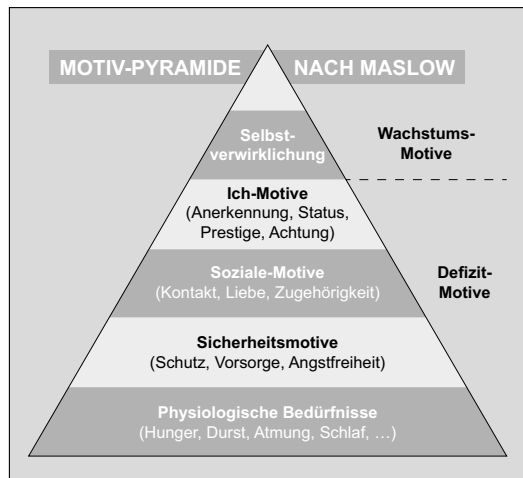 MOTIV-PYRAMIDE NACH MASLOW
Selbst-
verwirklichung
Wachstums-
Motive
Ich-Motive
(Anerkennung, Status,
Prestige, Achtung)
Soziale-Motive
(Kontakt, Liebe, Zugehörigkeit)
Defizit-
Motive
Sicherheitsmotive
(Schutz, Vorsorge, Angstfreiheit)
Physiologische Bedürfnisse
(Hunger, Durst, Atmung, Schlaf, …)